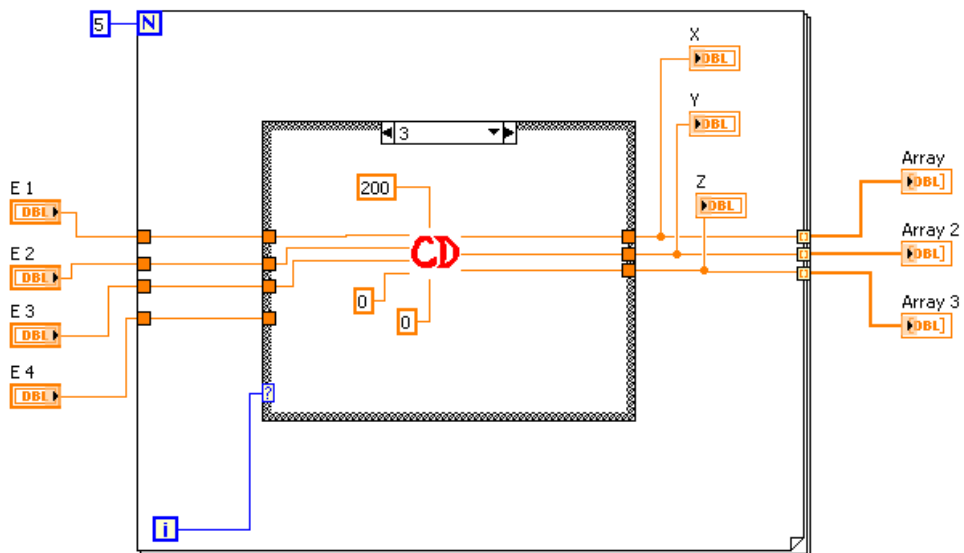 5
N
X
DBL
Y
DBL
3
Z
DBL
200
Array
DBL]
E 1
DBL
CD
Array 2
DBL]
E 2
DBL
0
0
Array 3
DBL]
E 3
DBL
E 4
DBL
?
i